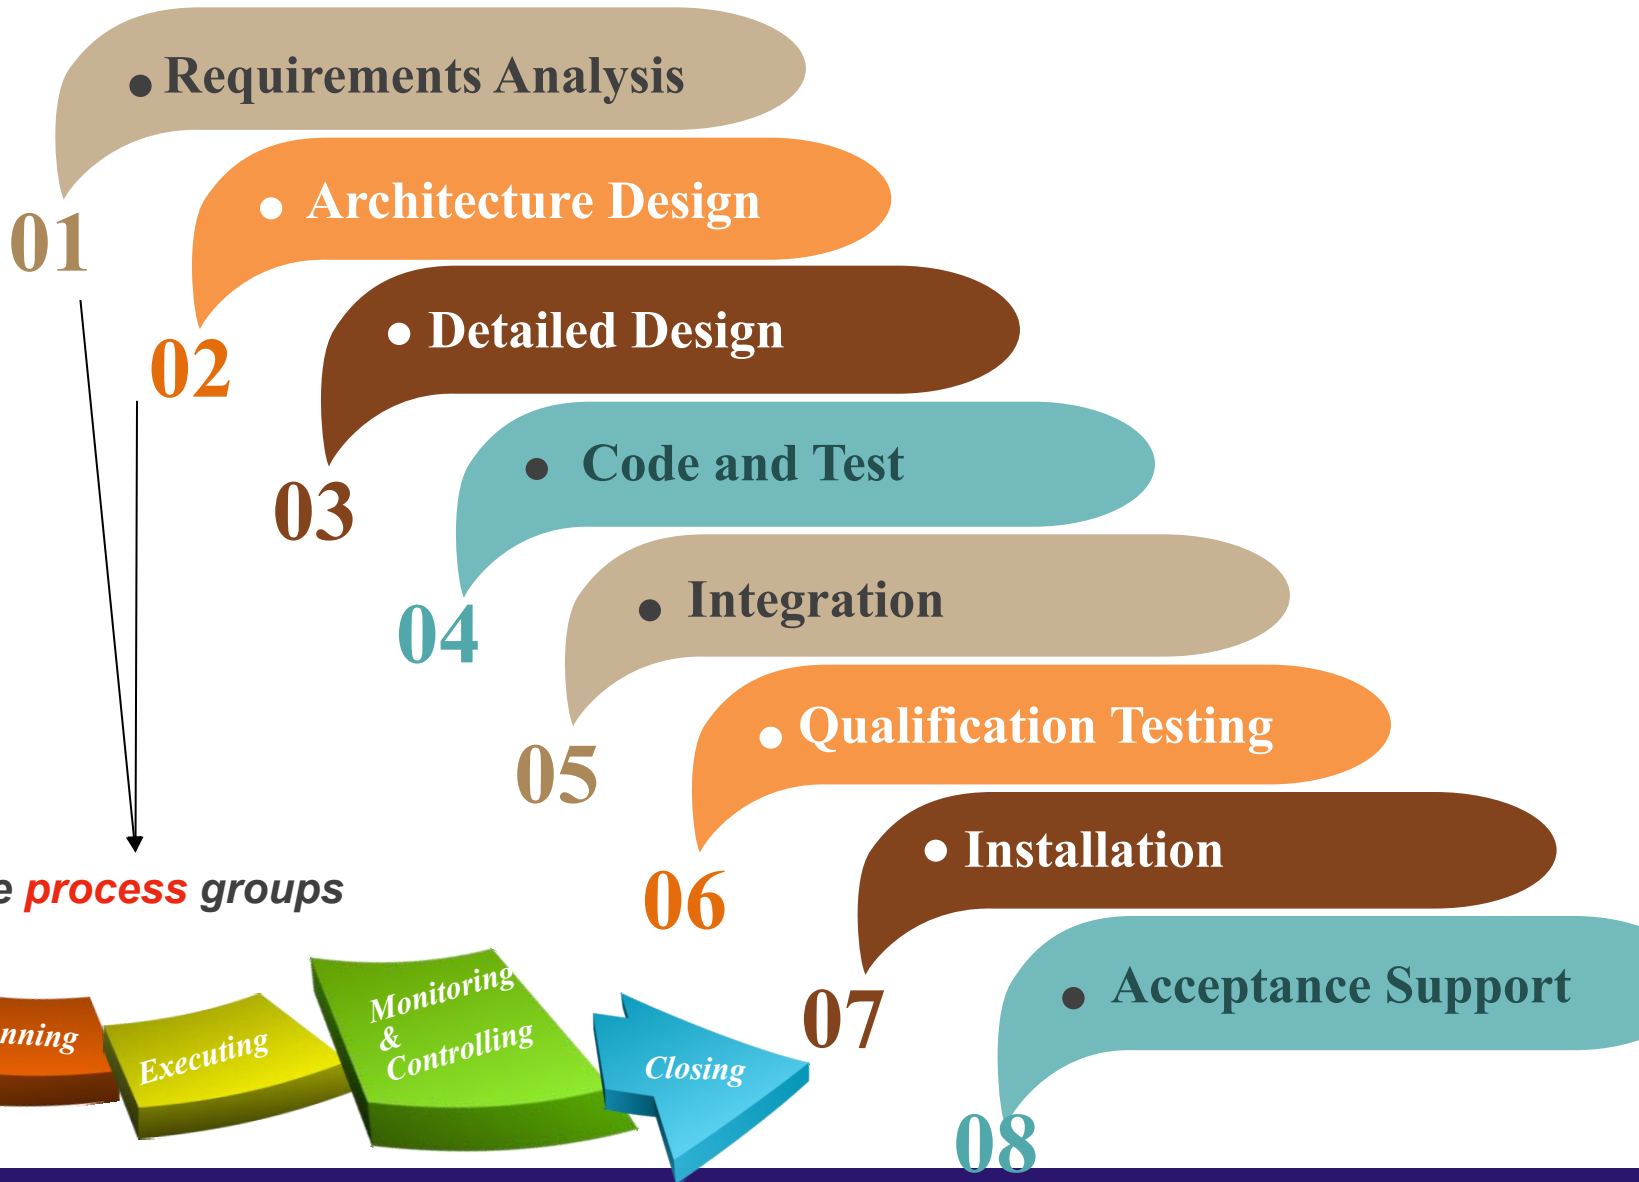 Requirements Analysis
01
Architecture Design
02
Detailed Design
03
Code and Test
04
Integration
05
Qualification Testing
06
Installation
07
Acceptance Support
08
process groups
Executing
Monitoring
&
Controlling
Closing